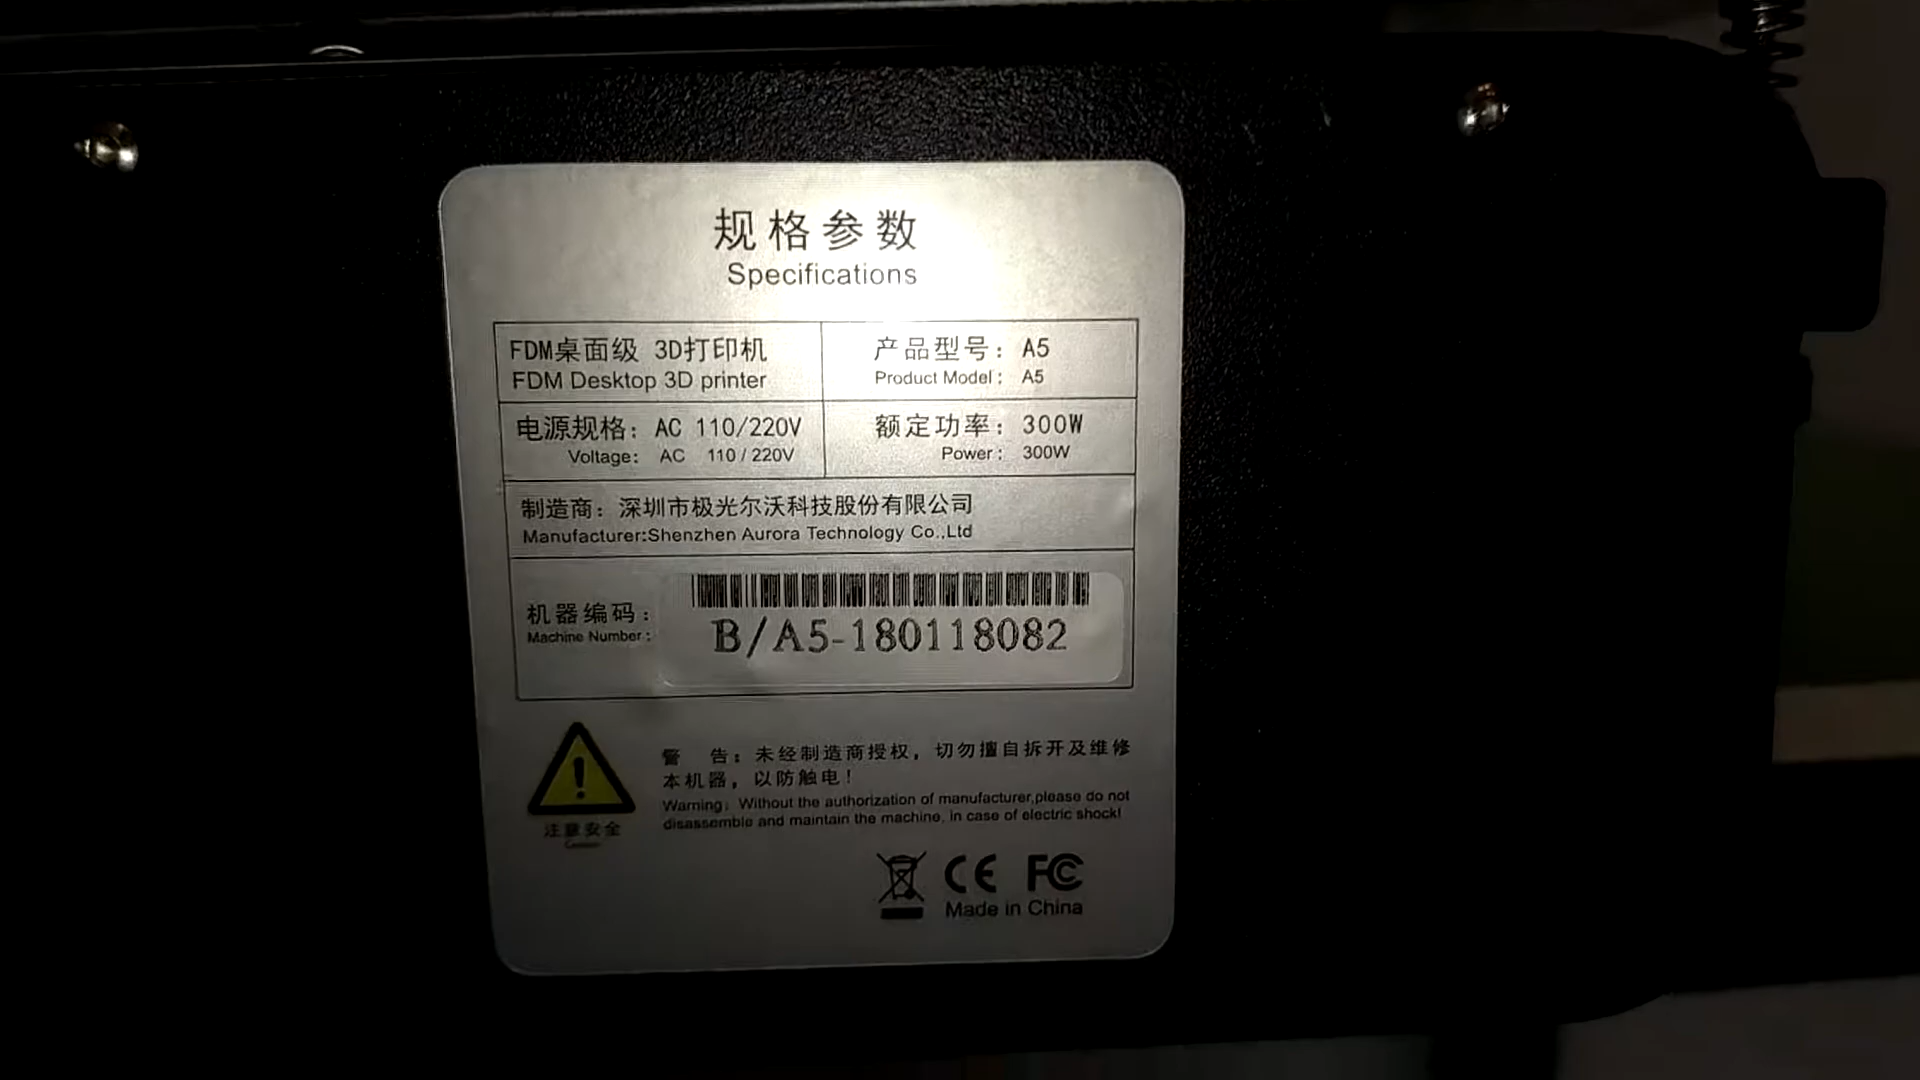 规格参数
Specifications
FDM桌面级 3D打印机
FDM Desktop 3D printer
产品型号: A5
Product Model: A5
电源规格: AC 110/220V
Voltage: AC 110 / 220V
额定功率: 300W
Power: 300W
制造商: 深圳市极光尔沃科技股份有限公司
Manufacturer:Shenzhen Aurora Technology Co.,Ltd
机器编码:
Machine Number:
B/A5-180118082
警 告: 未经制造商授权, 切勿擅自拆开及维修
本机器, 以防触电!
Warning: Without the authorization of manufacturer,please do not
disassemble and maintain the machine, in case of electric shock!
注意安全
Caution
CE FC
Made in China